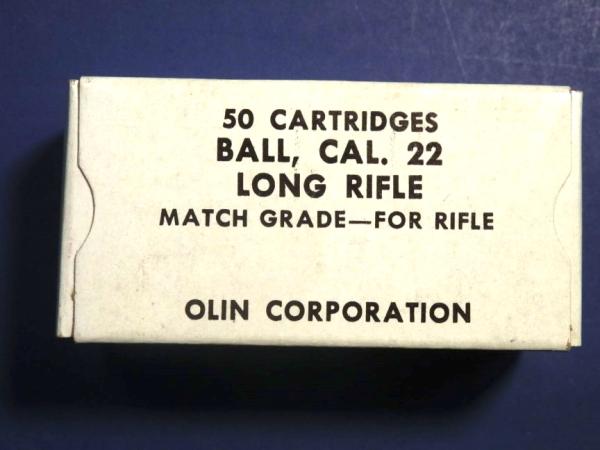 50 CARTRIDGES
BALL, CAL. 22
LONG RIFLE
MATCH GRADE—FOR RIFLE
OLIN CORPORATION